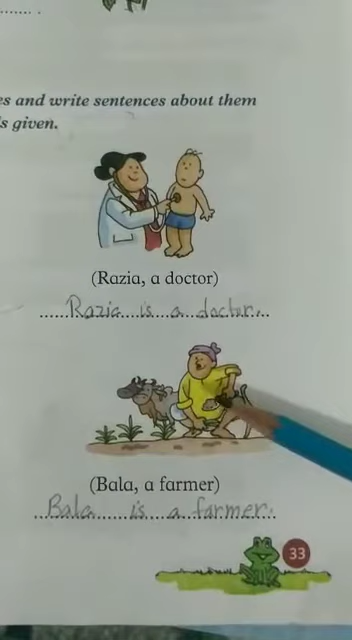 es and write sentences about them
s given.
(Razia, a doctor)
Razia is a doctor.
(Bala, a farmer)
Bala is a farmer.
33